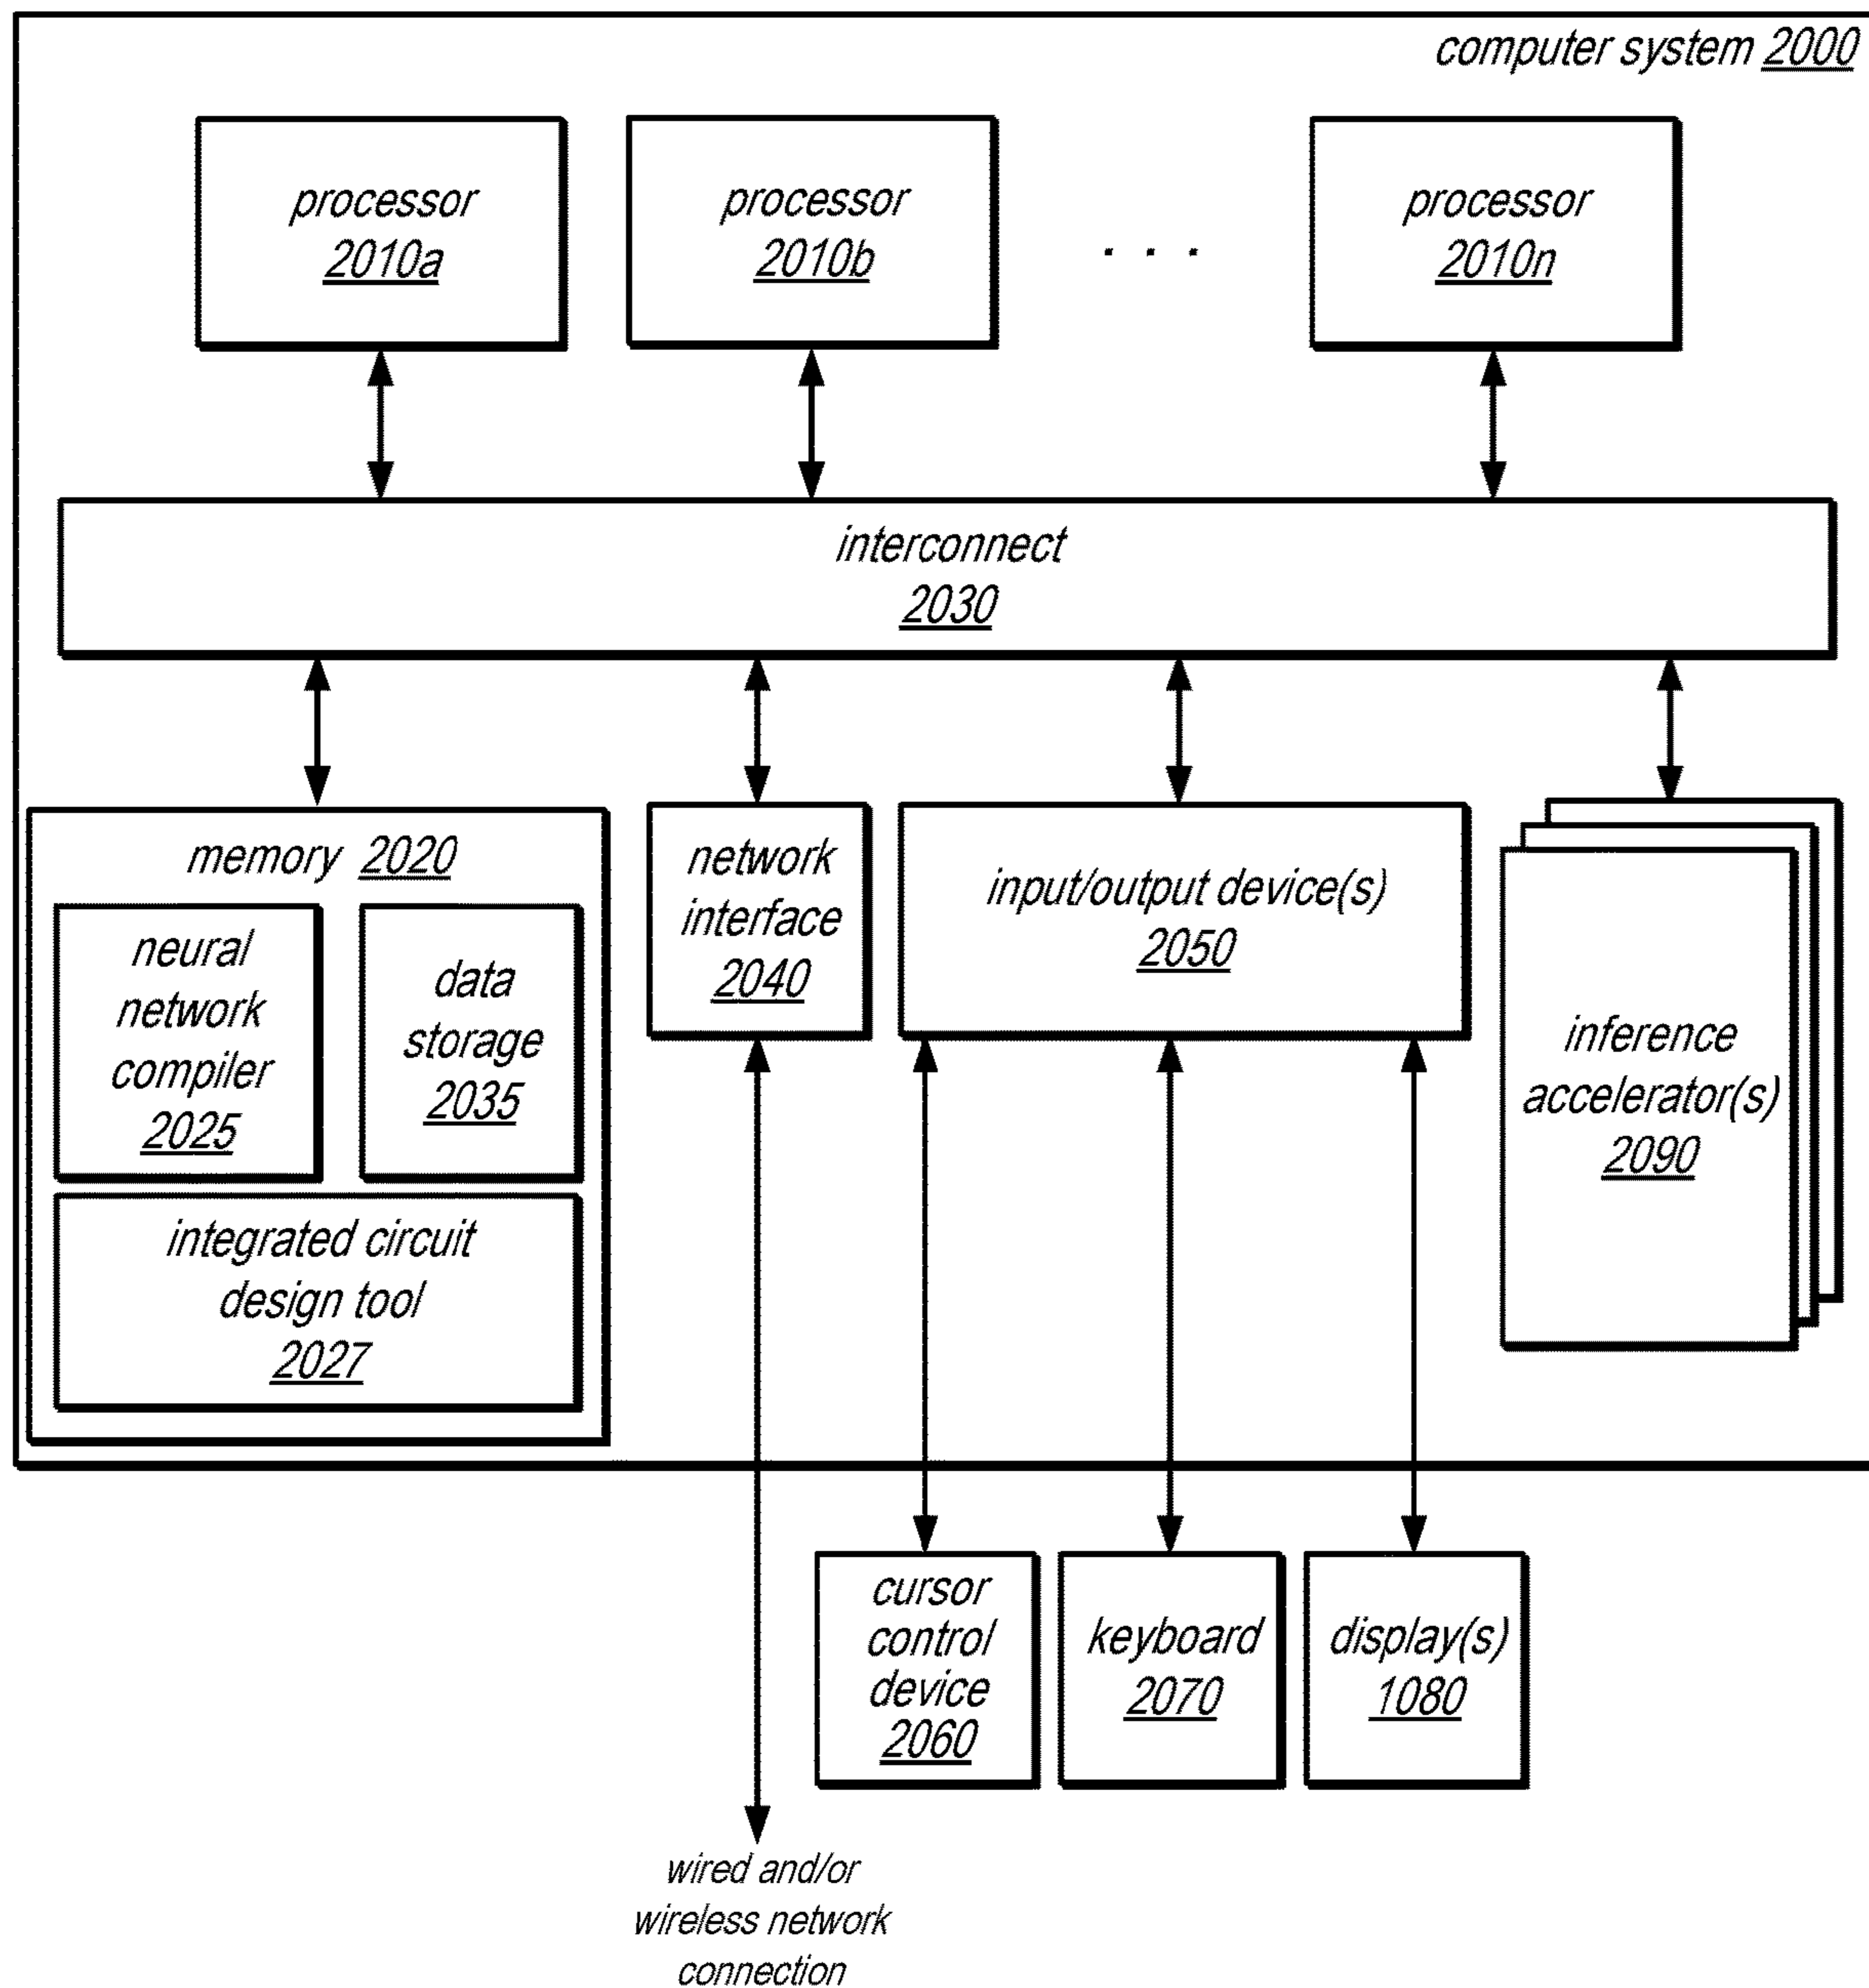 computer system 2000
processor
2010a
processor
2010b
. . .
processor
2010n
interconnect
2030
memory 2020
neural
network
compiler
2025
data
storage
2035
integrated circuit
design tool
2027
network
interface
2040
input/output device(s)
2050
inference
accelerator(s)
2090
cursor
control
device
2060
keyboard
2070
display(s)
1080
wired and/or
wireless network
connection